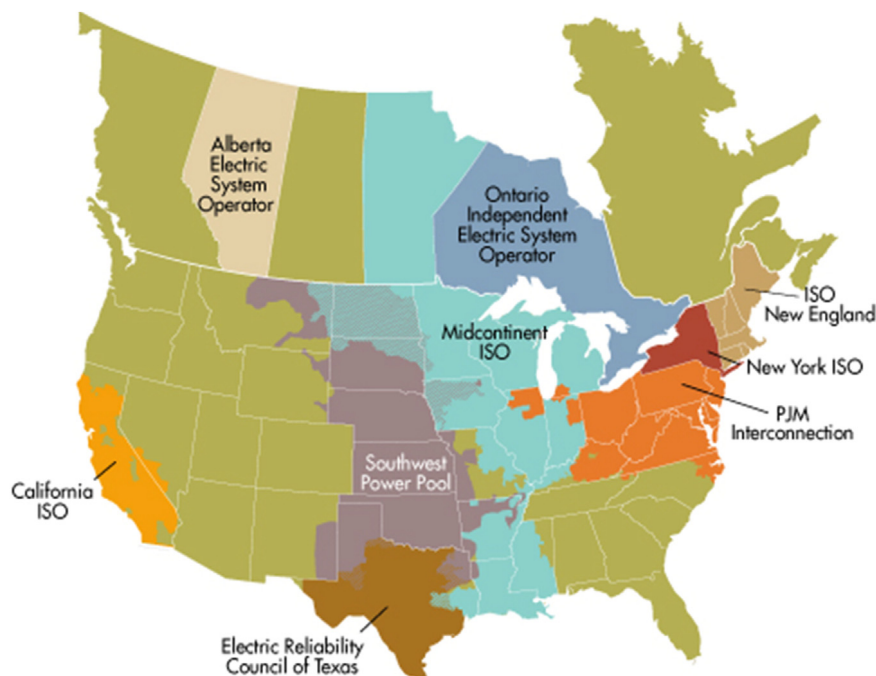 Alberta
Electric
System
Operator
Ontario
Independent
Electric System
Operator
ISO
New England
Midcontinent
ISO
New York ISO
PJM
Interconnection
Southwest
Power Pool
California
ISO
Electric Reliability
Council of Texas